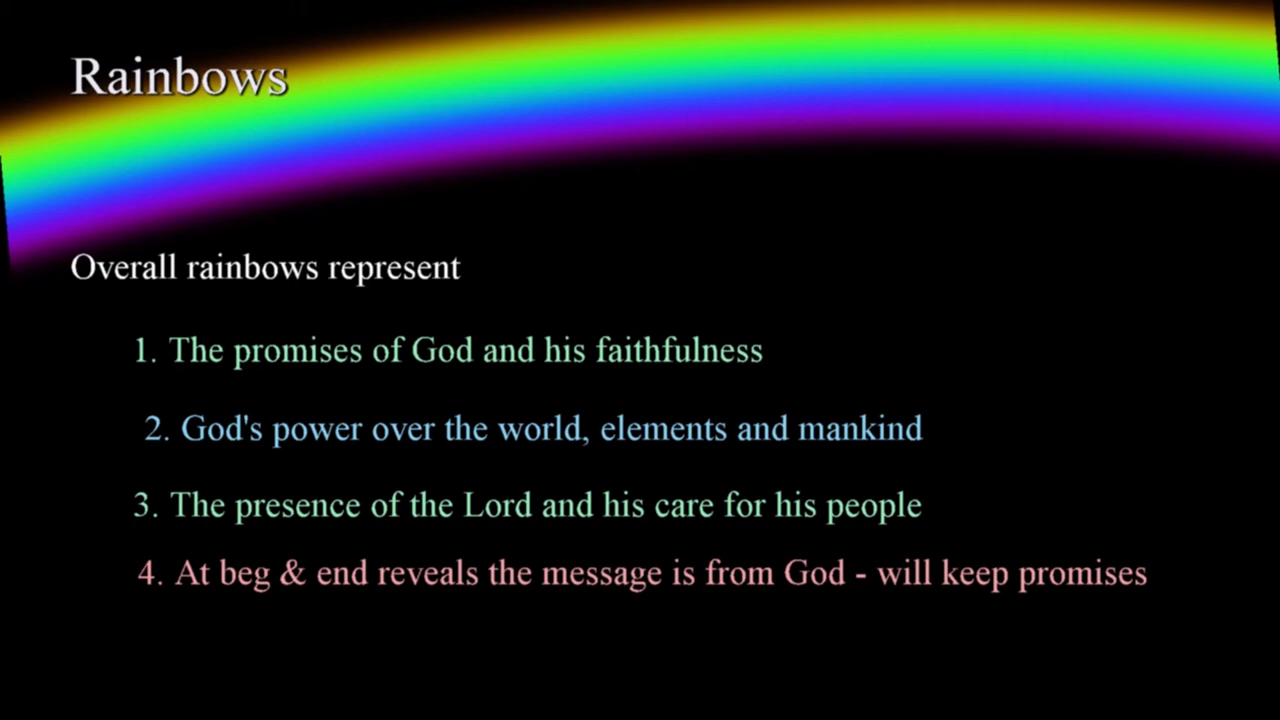 Rainbows
Overall rainbows represent
1. The promises of God and his faithfulness
2. God's power over the world, elements and mankind
3. The presence of the Lord and his care for his people
4. At beg & end reveals the message is from God - will keep promises